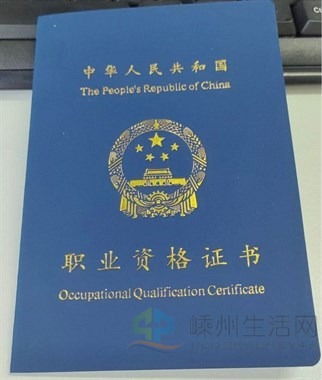 中华人民共和国
The People's Republic of China
职业资格证书
Occupational Qualification Certificate
嵊州生活网